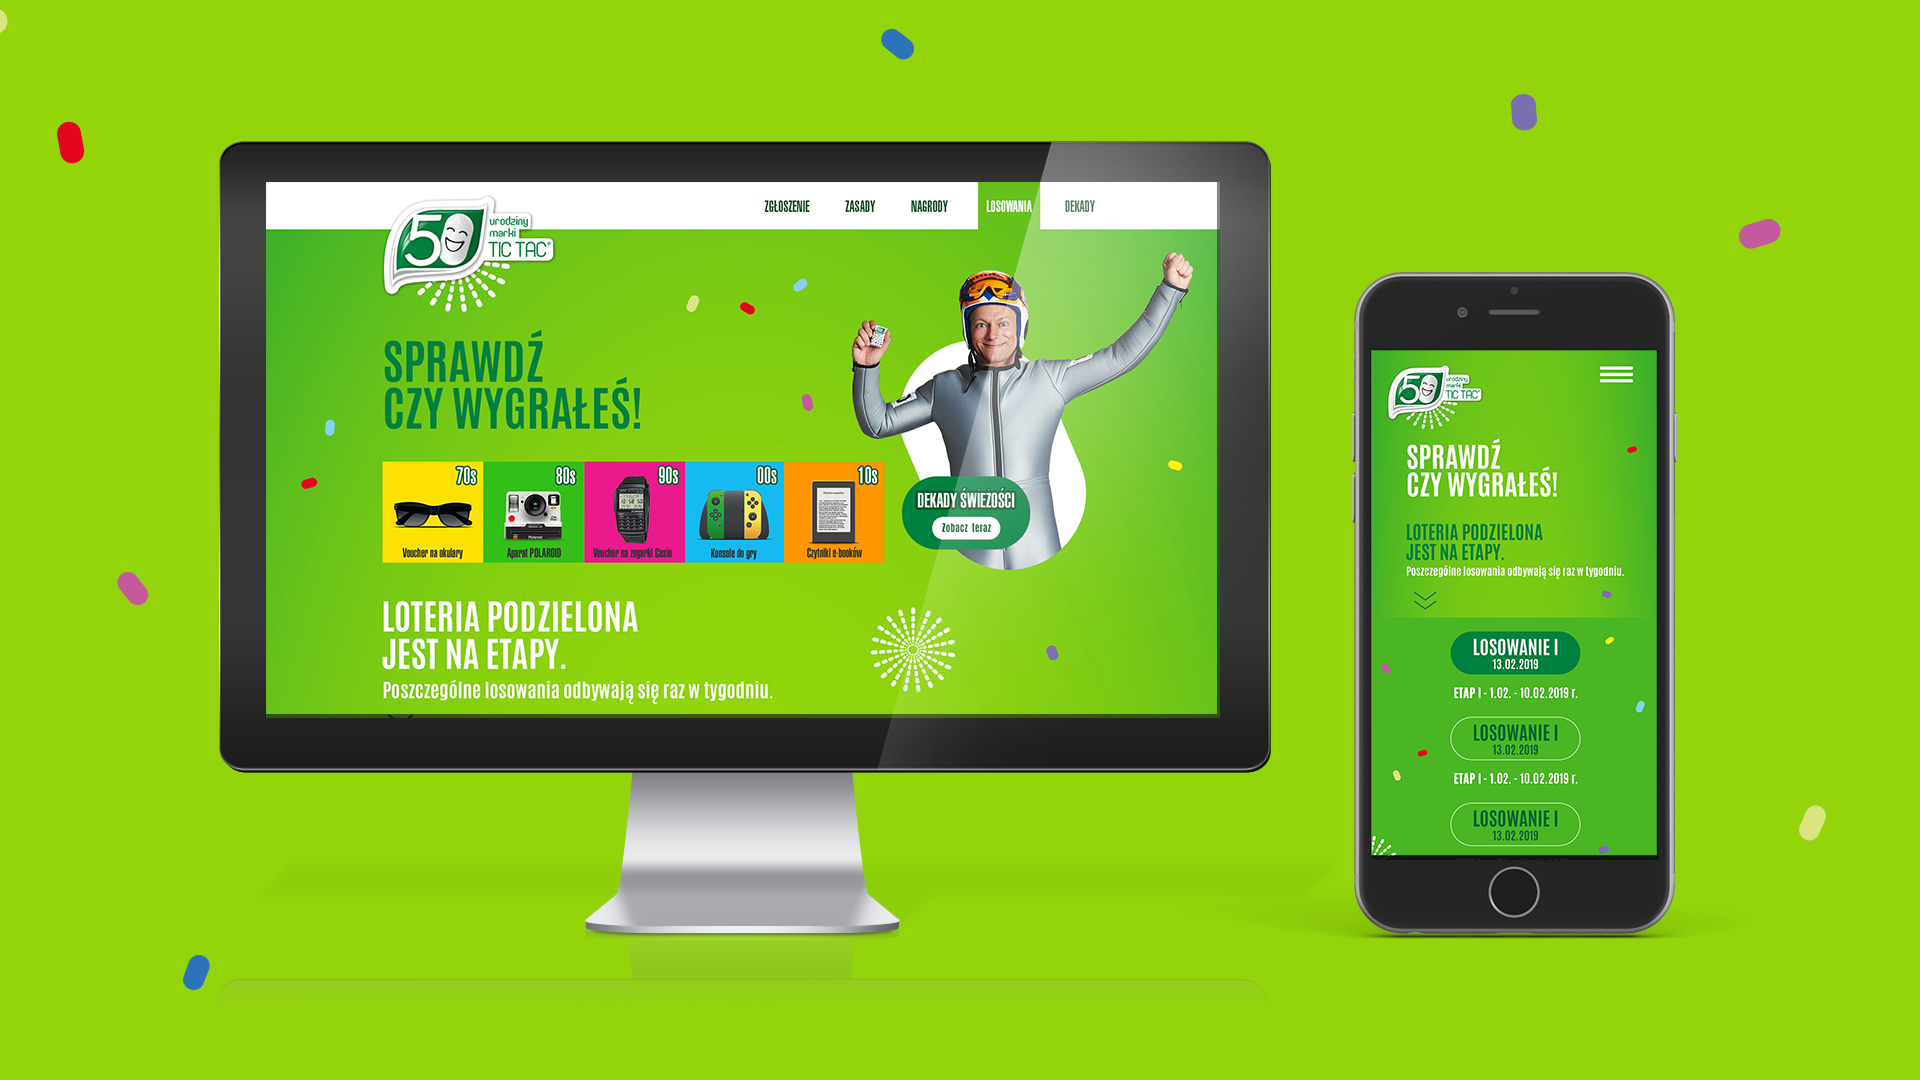 50
urodziny
marki
TIC TAC®
ZGŁOSZENIE ZASADY NAGRODY LOSOWANIA DEKADY
SPRAWDŹ
CZY WYGRAŁEŚ!
70s
Voucher na okulary
80s
Aparat POLAROID
90s
Voucher na zegarki Casio
00s
Konsole do gry
10s
Czytniki e-booków
DEKADY ŚWIEŻOŚCI
Zobacz teraz
LOTERIA PODZIELONA
JEST NA ETAPY.
Poszczególne losowania odbywają się raz w tygodniu.
50
urodziny
marki
TIC TAC®
SPRAWDŹ
CZY WYGRAŁEŚ!
LOTERIA PODZIELONA
JEST NA ETAPY.
Poszczególne losowania odbywają się raz w tygodniu.
LOSOWANIE I
13.02.2019
ETAP I - 1.02. - 10.02.2019 r.
LOSOWANIE I
13.02.2019
ETAP I - 1.02. - 10.02.2019 r.
LOSOWANIE I
13.02.2019